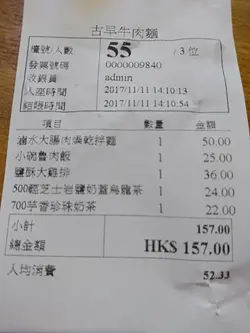 古早牛肉麵
檯號/人數 55 / 3 位
發票號碼 0000009840
收銀員 admin
入座時間 2017/11/11 14:10:13
結賬時間 2017/11/11 14:10:54
項目 數量 金額
滷水大腸肉燥乾拌麵 1 50.00
小碗魯肉飯 1 25.00
鹽酥大雞排 1 36.00
500輕芝士岩鹽奶蓋烏龍茶 1 24.00
700芋香珍珠奶茶 1 22.00
小計 157.00
總金額 HK$ 157.00
人均消費 52.33